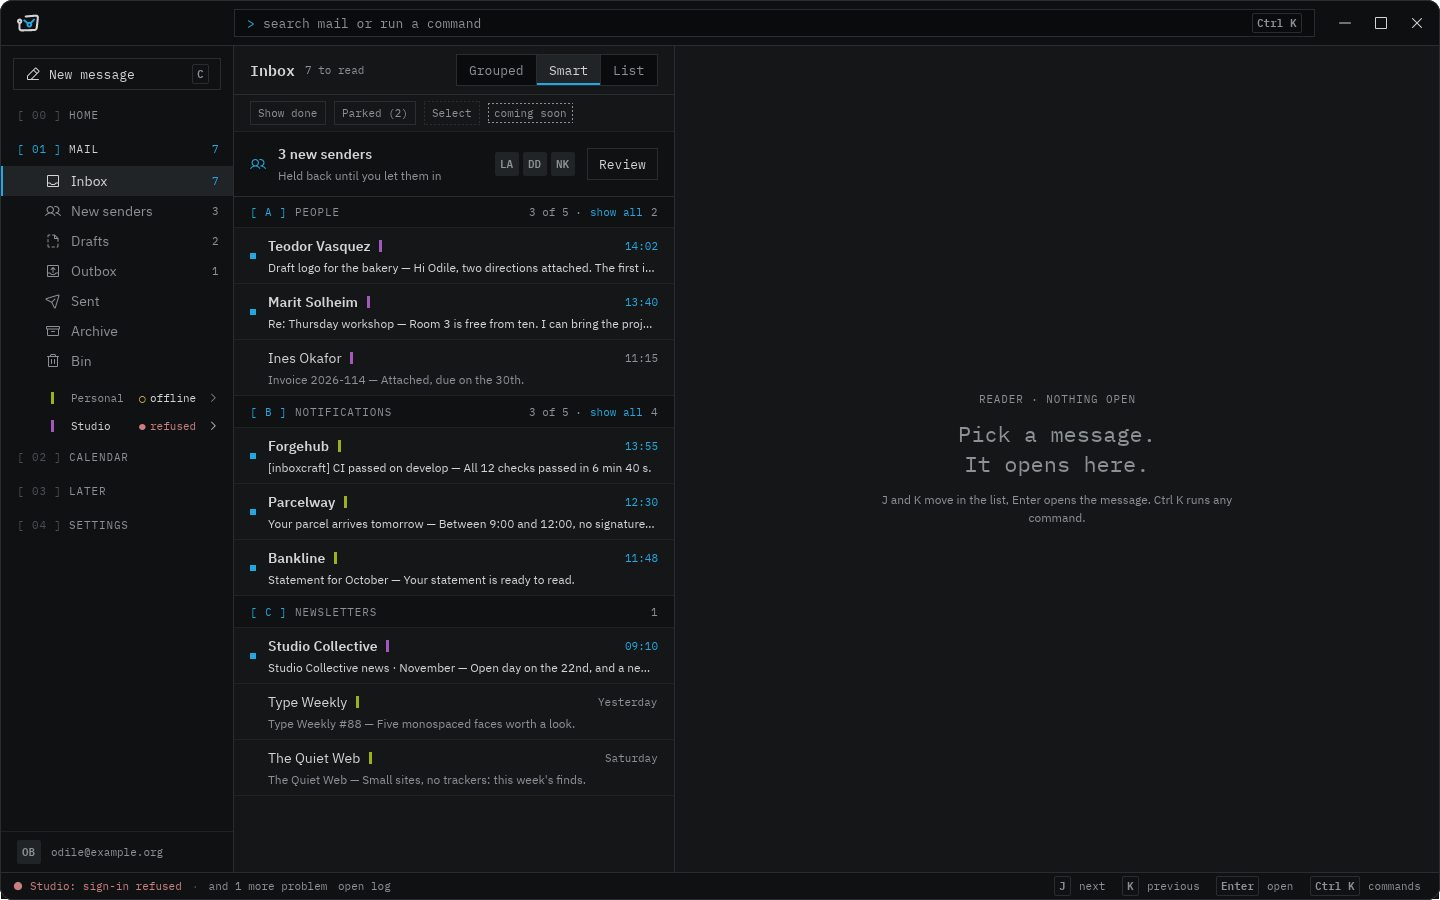 > search mail or run a command Ctrl K
New message C
[ 00 ] HOME
[ 01 ] MAIL 7
Inbox 7
New senders 3
Drafts 2
Outbox 1
Sent
Archive
Bin
Personal offline
Studio refused
[ 02 ] CALENDAR
[ 03 ] LATER
[ 04 ] SETTINGS
OB odile@example.org
Inbox 7 to read Grouped Smart List
Show done Parked (2) Select coming soon
3 new senders
Held back until you let them in
LA DD NK Review
[ A ] PEOPLE 3 of 5 · show all 2
Teodor Vasquez 14:02
Draft logo for the bakery — Hi Odile, two directions attached. The first i…
Marit Solheim 13:40
Re: Thursday workshop — Room 3 is free from ten. I can bring the proj…
Ines Okafor 11:15
Invoice 2026-114 — Attached, due on the 30th.
[ B ] NOTIFICATIONS 3 of 5 · show all 4
Forgehub 13:55
[inboxcraft] CI passed on develop — All 12 checks passed in 6 min 40 s.
Parcelway 12:30
Your parcel arrives tomorrow — Between 9:00 and 12:00, no signature…
Bankline 11:48
Statement for October — Your statement is ready to read.
[ C ] NEWSLETTERS 1
Studio Collective 09:10
Studio Collective news · November — Open day on the 22nd, and a ne…
Type Weekly Yesterday
Type Weekly #88 — Five monospaced faces worth a look.
The Quiet Web Saturday
The Quiet Web — Small sites, no trackers: this week's finds.
READER · NOTHING OPEN
Pick a message.
It opens here.
J and K move in the list, Enter opens the message. Ctrl K runs any
command.
Studio: sign-in refused · and 1 more problem open log
J next K previous Enter open Ctrl K commands